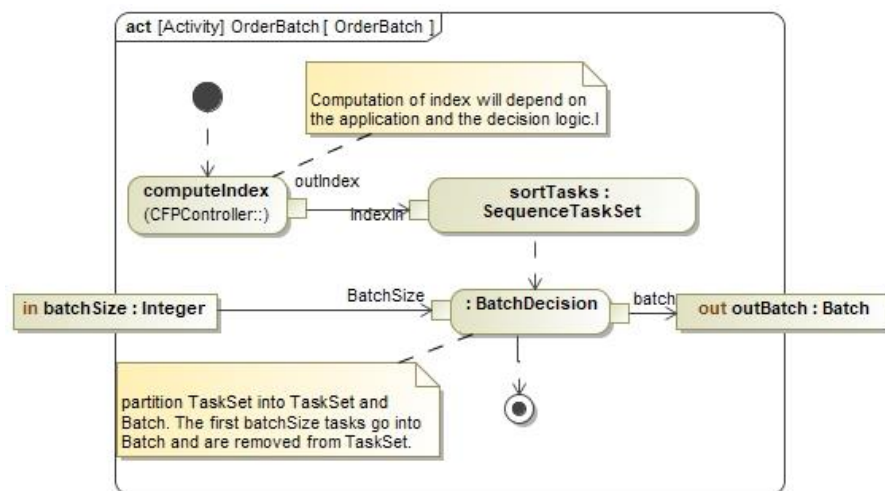 act [Activity] OrderBatch [ OrderBatch ]
Computation of index will depend on
the application and the decision logic.l
computeIndex
(CFPController::)
outIndex
indexIn
sortTasks :
SequenceTaskSet
in batchSize : Integer
BatchSize
: BatchDecision
batch
out outBatch : Batch
partition TaskSet into TaskSet and
Batch. The first batchSize tasks go into
Batch and are removed from TaskSet.